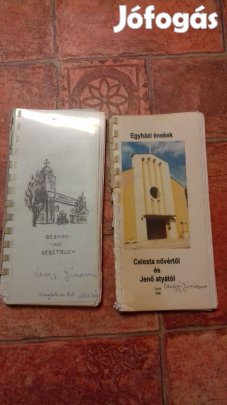 Jófogás
GESANG
UND
GEBETBUCH
Egyházi énekek
Celesta nővértől
és
Jenő atyától